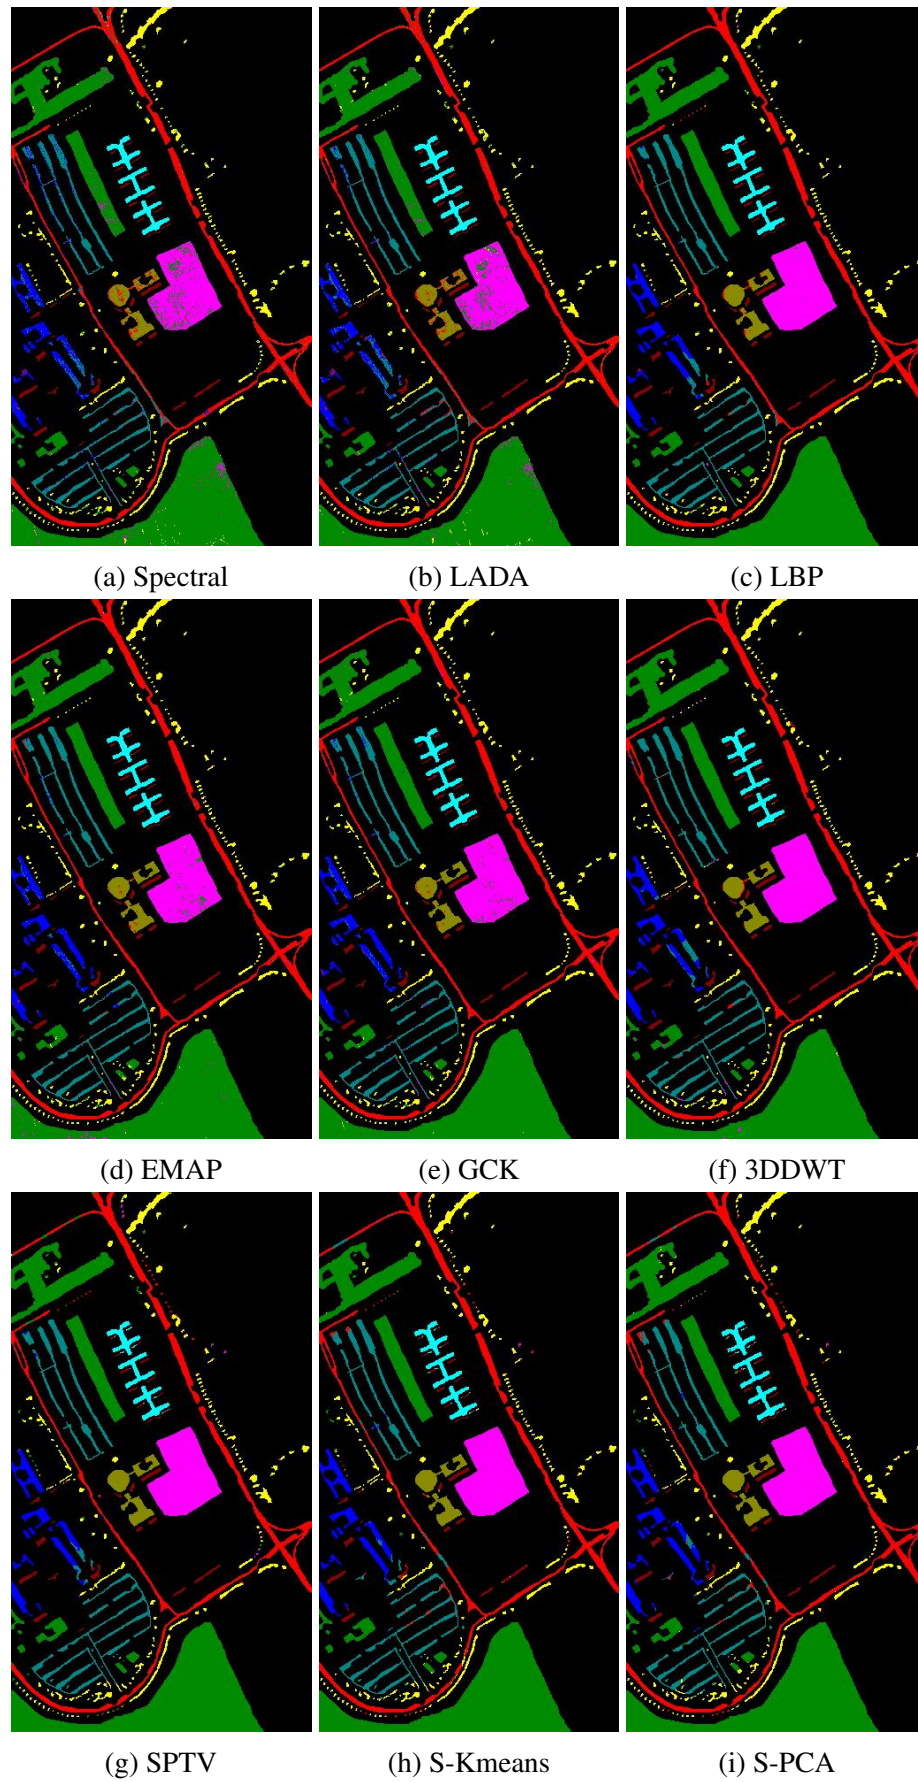 (a) Spectral
(b) LADA
(c) LBP
(d) EMAP
(e) GCK
(f) 3DDWT
(g) SPTV
(h) S-Kmeans
(i) S-PCA